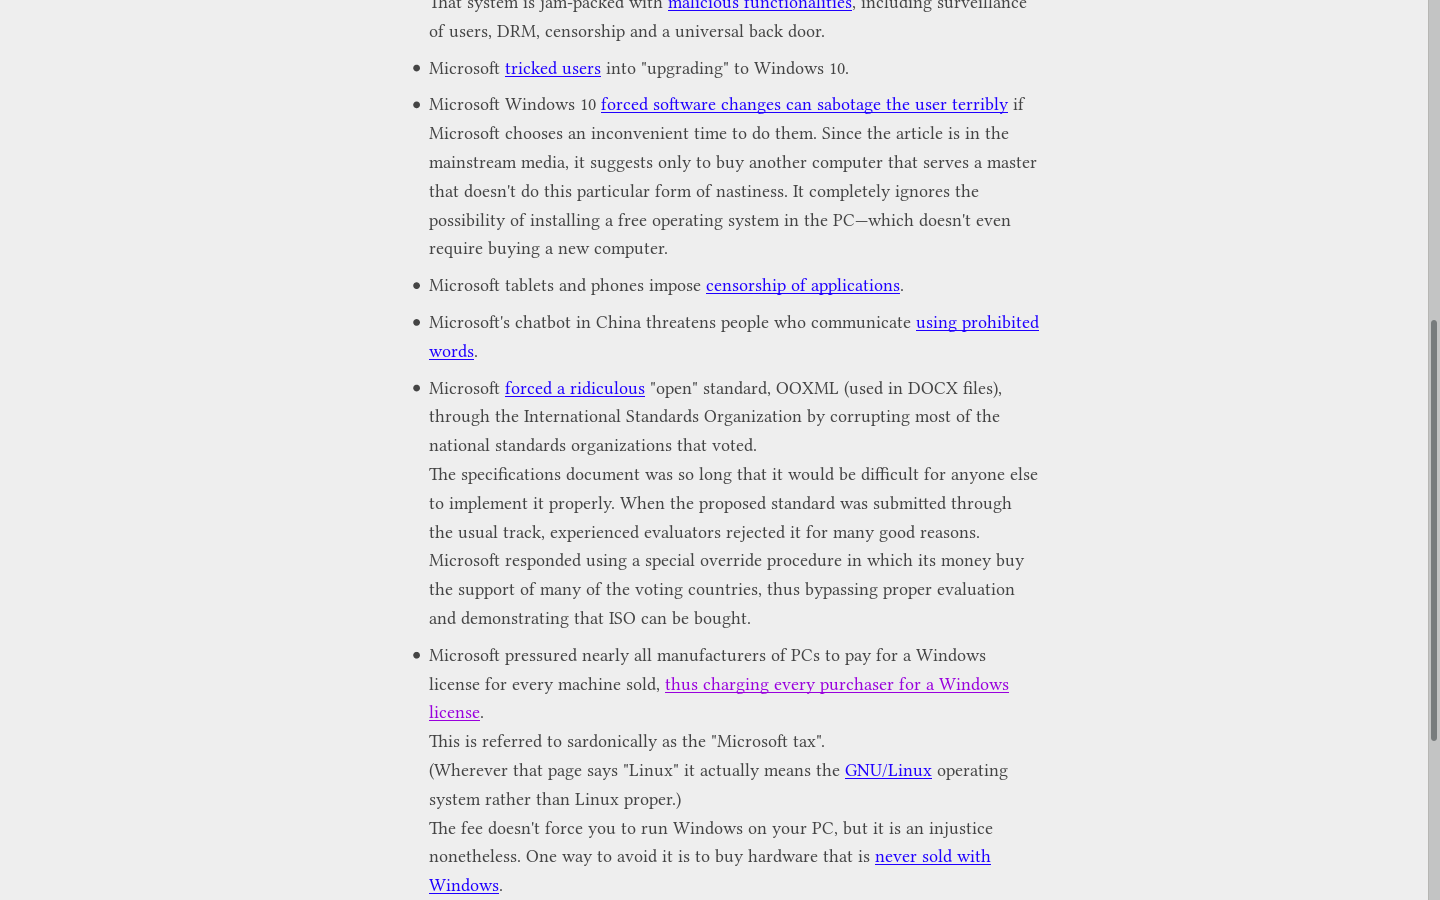 That system is jam-packed with malicious functionalities, including surveillance
of users, DRM, censorship and a universal back door.
• Microsoft tricked users into "upgrading" to Windows 10.
• Microsoft Windows 10 forced software changes can sabotage the user terribly if
Microsoft chooses an inconvenient time to do them. Since the article is in the
mainstream media, it suggests only to buy another computer that serves a master
that doesn't do this particular form of nastiness. It completely ignores the
possibility of installing a free operating system in the PC—which doesn't even
require buying a new computer.
• Microsoft tablets and phones impose censorship of applications.
• Microsoft's chatbot in China threatens people who communicate using prohibited
words.
• Microsoft forced a ridiculous "open" standard, OOXML (used in DOCX files),
through the International Standards Organization by corrupting most of the
national standards organizations that voted.
The specifications document was so long that it would be difficult for anyone else
to implement it properly. When the proposed standard was submitted through
the usual track, experienced evaluators rejected it for many good reasons.
Microsoft responded using a special override procedure in which its money buy
the support of many of the voting countries, thus bypassing proper evaluation
and demonstrating that ISO can be bought.
• Microsoft pressured nearly all manufacturers of PCs to pay for a Windows
license for every machine sold, thus charging every purchaser for a Windows
license.
This is referred to sardonically as the "Microsoft tax".
(Wherever that page says "Linux" it actually means the GNU/Linux operating
system rather than Linux proper.)
The fee doesn't force you to run Windows on your PC, but it is an injustice
nonetheless. One way to avoid it is to buy hardware that is never sold with
Windows.